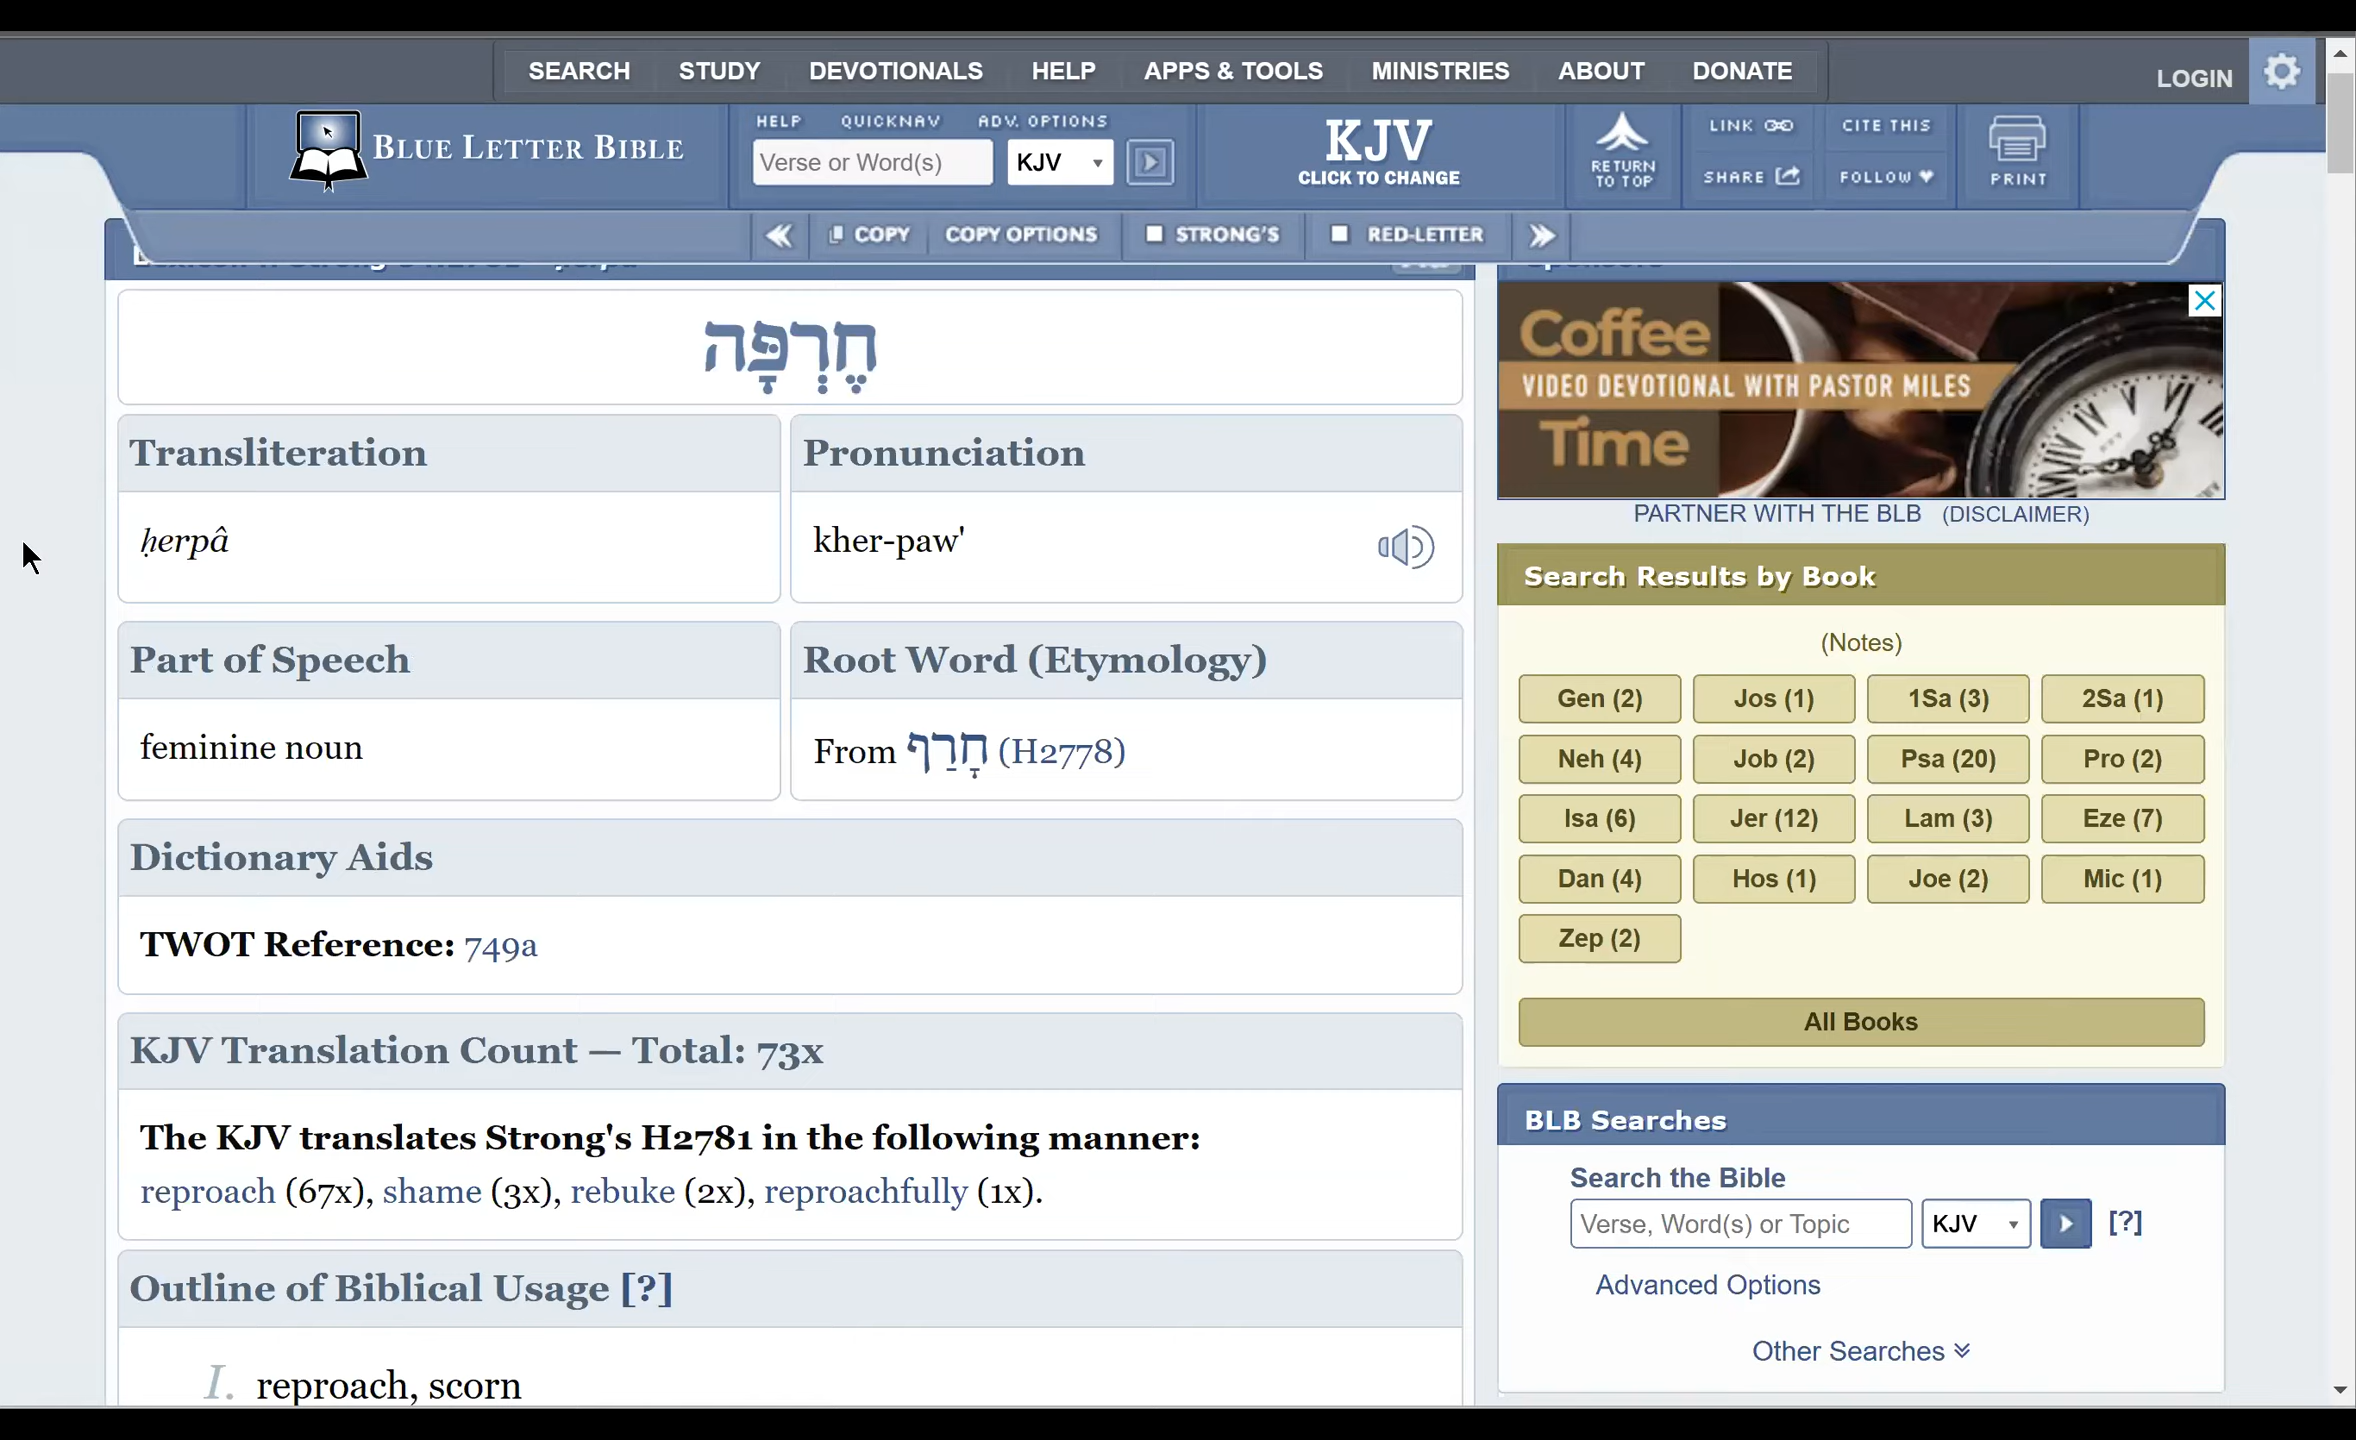 SEARCH STUDY DEVOTIONALS HELP APPS & TOOLS MINISTRIES ABOUT DONATE
LOGIN
BLUE LETTER BIBLE
HELP QUICKNAV ADV. OPTIONS
Verse or Word(s) KJV
KJV
CLICK TO CHANGE
RETURN
TO TOP
LINK CITE THIS
SHARE FOLLOW
PRINT
COPY COPY OPTIONS STRONG'S RED-LETTER
חֶרְפָּה
Transliteration
ḥerpâ
Pronunciation
kher-paw'
Part of Speech
feminine noun
Root Word (Etymology)
From חָרַף (H2778)
Dictionary Aids
TWOT Reference: 749a
KJV Translation Count — Total: 73x
The KJV translates Strong's H2781 in the following manner:
reproach (67x), shame (3x), rebuke (2x), reproachfully (1x).
Outline of Biblical Usage [?]
I. reproach, scorn
Coffee
VIDEO DEVOTIONAL WITH PASTOR MILES
Time
PARTNER WITH THE BLB (DISCLAIMER)
Search Results by Book
(Notes)
Gen (2) Jos (1) 1Sa (3) 2Sa (1)
Neh (4) Job (2) Psa (20) Pro (2)
Isa (6) Jer (12) Lam (3) Eze (7)
Dan (4) Hos (1) Joe (2) Mic (1)
Zep (2)
All Books
BLB Searches
Search the Bible
Verse, Word(s) or Topic KJV [?]
Advanced Options
Other Searches